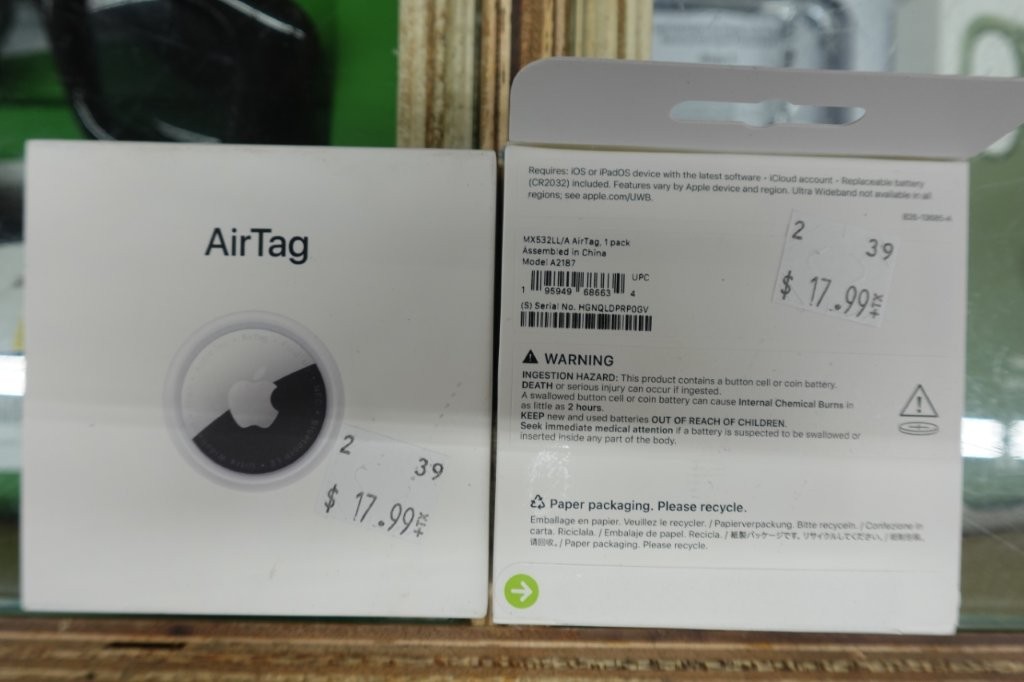 AirTag
2 39
$ 17.99+TX
Requires: iOS or iPadOS device with the latest software • iCloud account • Replaceable battery
(CR2032) included. Features vary by Apple device and region. Ultra Wideband not available in all
regions; see apple.com/UWB.
MX532LL/A AirTag, 1 pack
Assembled in China
Model A2187
UPC
1 95949 68663 4
(S) Serial No. HGNQLDPRP0GV
2 39
$ 17.99+TX
WARNING
INGESTION HAZARD: This product contains a button cell or coin battery.
DEATH or serious injury can occur if ingested.
A swallowed button cell or coin battery can cause Internal Chemical Burns in
as little as 2 hours.
KEEP new and used batteries OUT OF REACH OF CHILDREN.
Seek immediate medical attention if a battery is suspected to be swallowed or
inserted inside any part of the body.
Paper packaging. Please recycle.
Emballage en papier. Veuillez le recycler. / Papierverpackung. Bitte recyceln. / Confezione in
carta. Riciclala. / Embalaje de papel. Recicla. / 紙製パッケージです。リサイクルしてください。/ 紙製包裝。
请回收。/ Paper packaging. Please recycle.